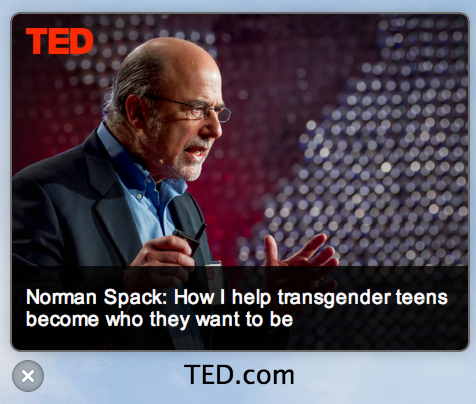 TED
Norman Spack: How I help transgender teens
become who they want to be
TED.com